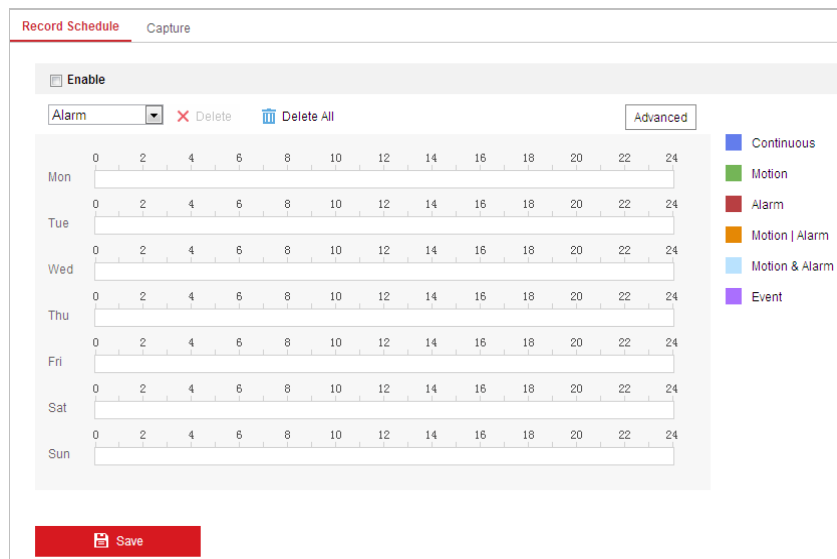 Record Schedule Capture
Enable
Alarm Delete Delete All Advanced
0 2 4 6 8 10 12 14 16 18 20 22 24
Mon
0 2 4 6 8 10 12 14 16 18 20 22 24
Tue
0 2 4 6 8 10 12 14 16 18 20 22 24
Wed
0 2 4 6 8 10 12 14 16 18 20 22 24
Thu
0 2 4 6 8 10 12 14 16 18 20 22 24
Fri
0 2 4 6 8 10 12 14 16 18 20 22 24
Sat
0 2 4 6 8 10 12 14 16 18 20 22 24
Sun
Continuous
Motion
Alarm
Motion | Alarm
Motion & Alarm
Event
Save